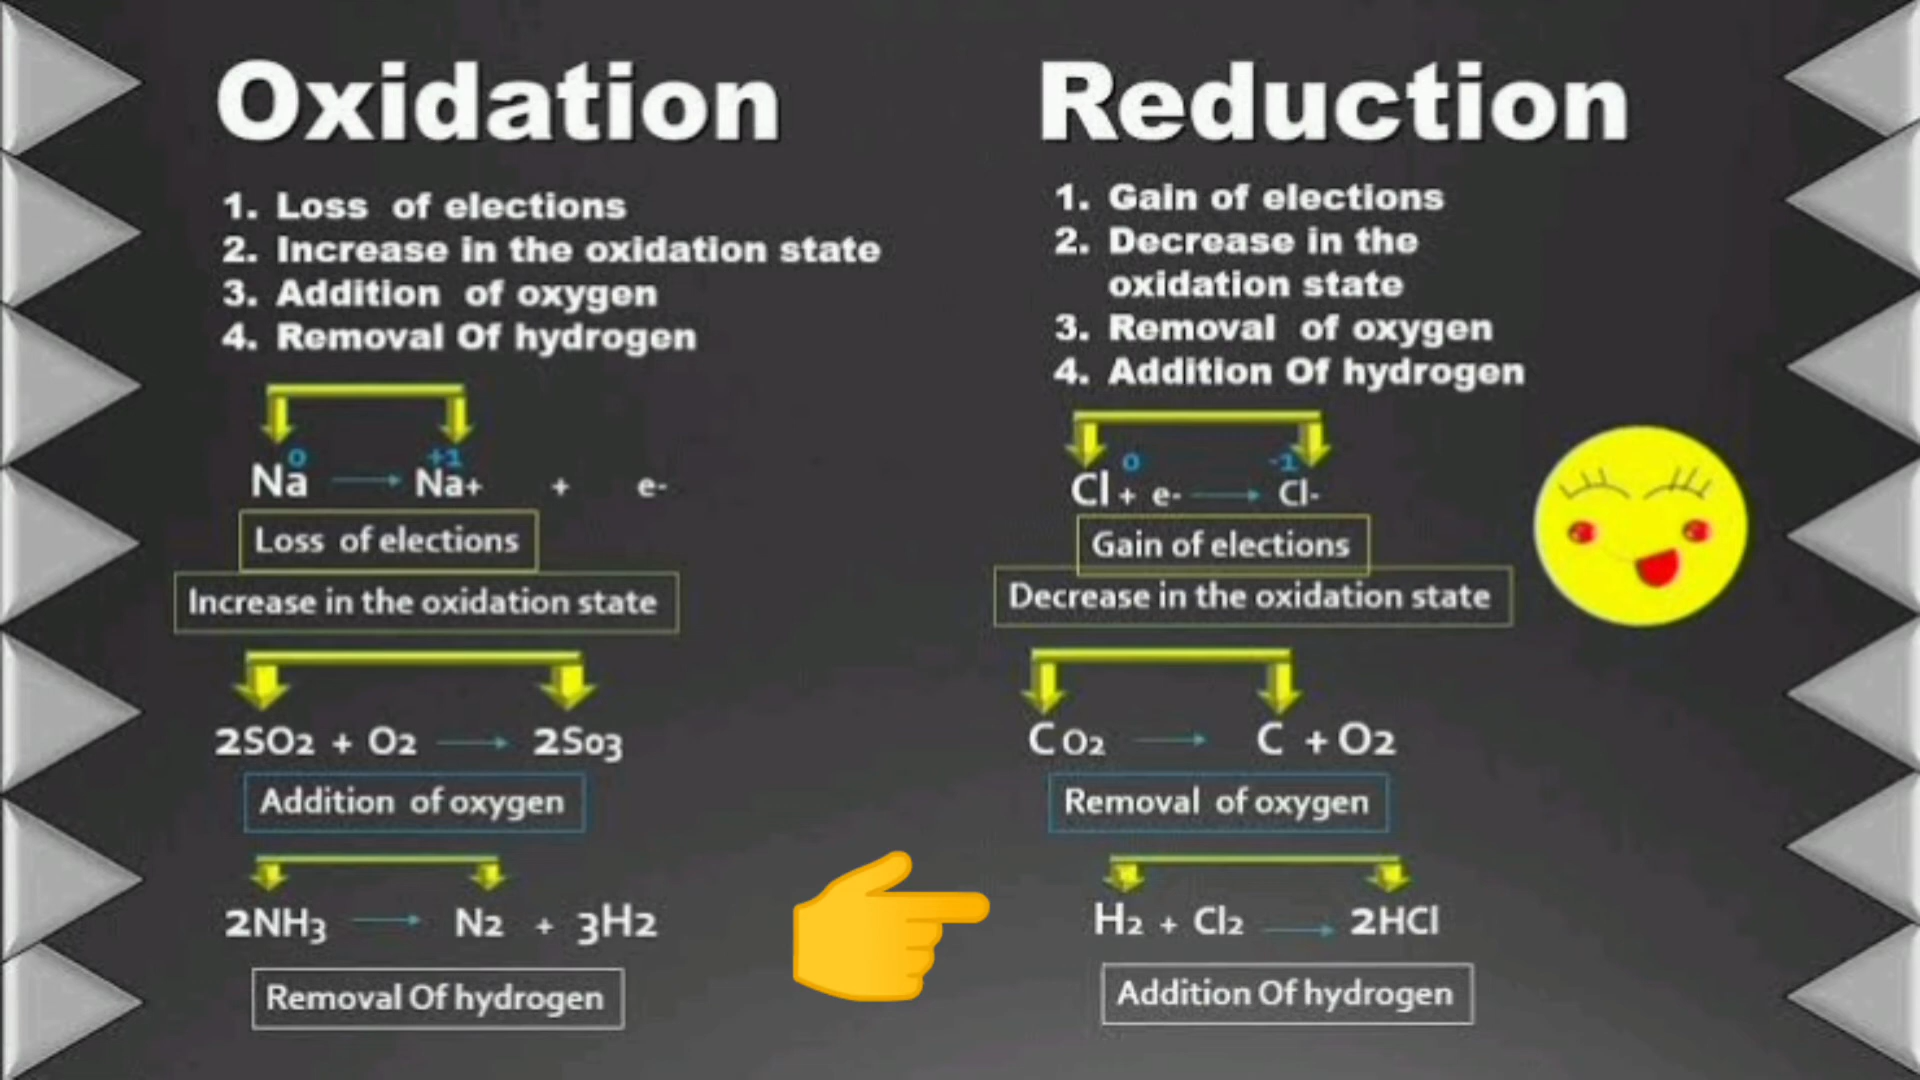 Oxidation
1. Loss of elections
2. Increase in the oxidation state
3. Addition of oxygen
4. Removal Of hydrogen
0 +1
Na → Na+ + e-
Loss of elections
Increase in the oxidation state
2SO2 + O2 → 2So3
Addition of oxygen
2NH3 → N2 + 3H2
Removal Of hydrogen
Reduction
1. Gain of elections
2. Decrease in the
oxidation state
3. Removal of oxygen
4. Addition Of hydrogen
0 -1
Cl + e- → Cl-
Gain of elections
Decrease in the oxidation state
C O2 → C + O2
Removal of oxygen
H2 + Cl2 → 2HCl
Addition Of hydrogen